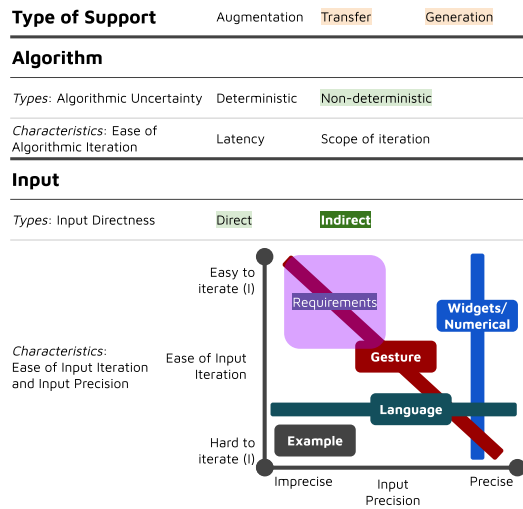 Type of Support Augmentation Transfer Generation
Algorithm
Types: Algorithmic Uncertainty Deterministic Non-deterministic
Characteristics: Ease of
Algorithmic Iteration
Latency Scope of iteration
Input
Types: Input Directness Direct Indirect
Characteristics:
Ease of Input Iteration
and Input Precision
Easy to
iterate (I)
Ease of Input
Iteration
Hard to
iterate (I)
Requirements
Widgets/
Numerical
Gesture
Language
Example
Imprecise
Input
Precision
Precise